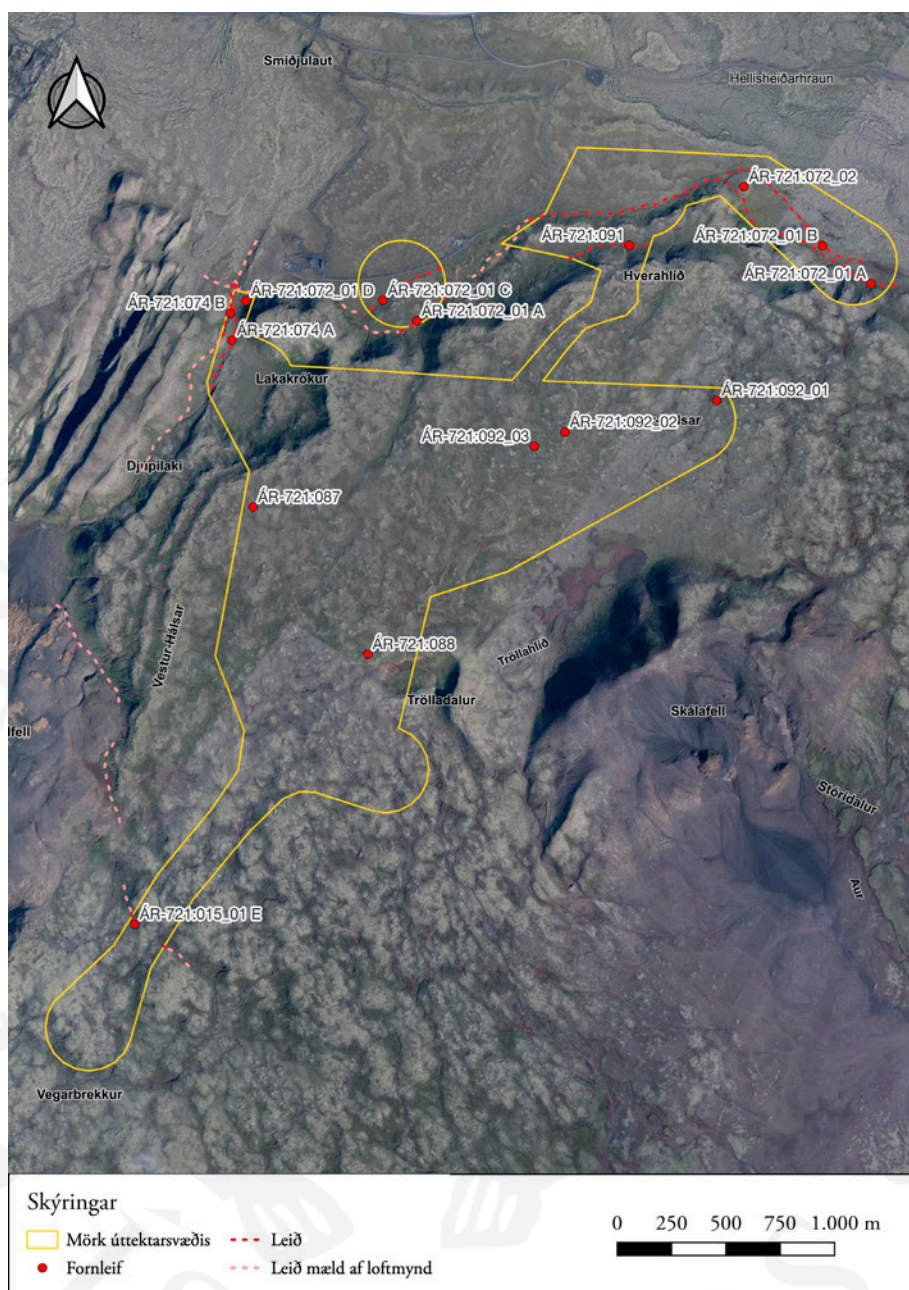 Smiðjulaut
Hellisheiðarhraun
ÁR-721:072_02
ÁR-721:091
ÁR-721:072_01 B
Hverahlíð
ÁR-721:072_01 A
ÁR-721:072_01 D
ÁR-721:072_01 C
ÁR-721:074 B
ÁR-721:072_01 A
ÁR-721:074 A
Lakakrókur
ÁR-721:092_01
ÁR-721:092_02
ÁR-721:092_03
Djúpilaki
ÁR-721:087
Vestur-Hálsar
ÁR-721:088
Tröllahlíð
Trölladalur
Skálafell
Stóridalur
Aur
ÁR-721:015_01 E
Vegarbrekkur
Skýringar
Mörk úttektarsvæðis
Leið
Fornleif
Leið mæld af loftmynd
0 250 500 750 1.000 m